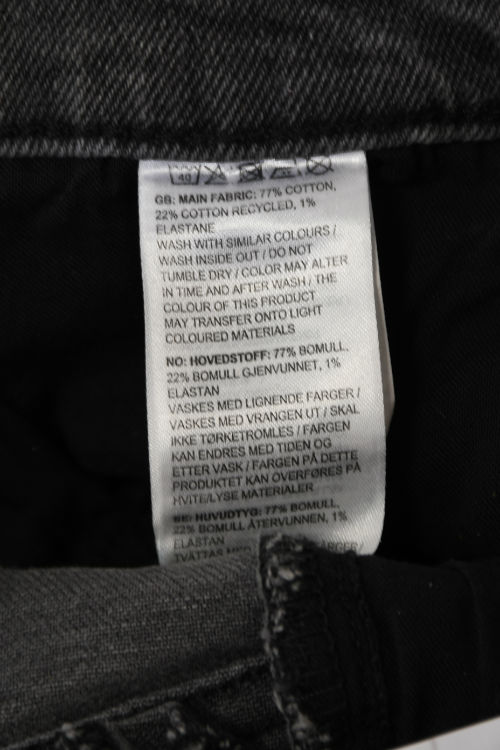 40
GB: MAIN FABRIC: 77% COTTON,
22% COTTON RECYCLED, 1%
ELASTANE
WASH WITH SIMILAR COLOURS /
WASH INSIDE OUT / DO NOT
TUMBLE DRY / COLOR MAY ALTER
IN TIME AND AFTER WASH / THE
COLOUR OF THIS PRODUCT
MAY TRANSFER ONTO LIGHT
COLOURED MATERIALS
NO: HOVEDSTOFF: 77% BOMULL,
22% BOMULL GJENVUNNET, 1%
ELASTAN
VASKES MED LIGNENDE FARGER /
VASKES MED VRANGEN UT / SKAL
IKKE TØRKETROMLES / FARGEN
KAN ENDRES MED TIDEN OG
ETTER VASK / FARGEN PÅ DETTE
PRODUKTET KAN OVERFØRES PÅ
HVITE/LYSE MATERIALER
SE: HUVUDTYG: 77% BOMULL,
22% BOMULL ÅTERVUNNEN, 1%
ELASTAN
TVÄTTAS MED